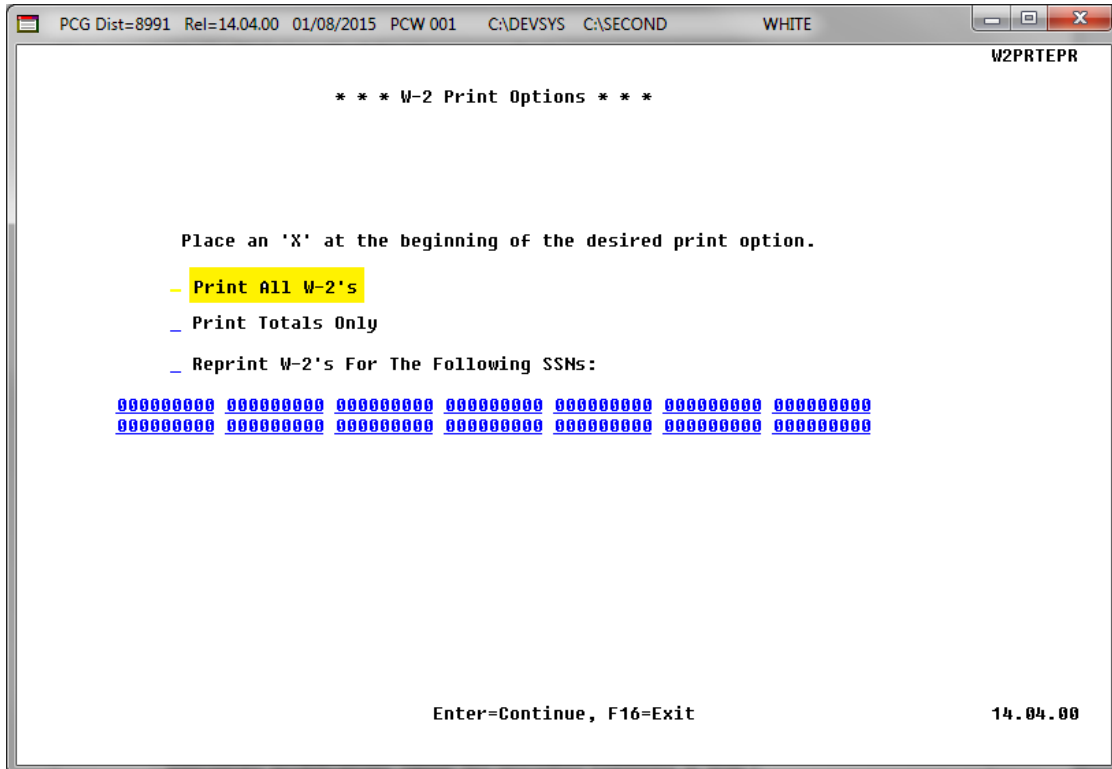 PCG Dist=8991 Rel=14.04.00 01/08/2015 PCW 001 C:\DEVSYS C:\SECOND WHITE
W2PRTEPR
* * * W-2 Print Options * * *
Place an 'X' at the beginning of the desired print option.
_ Print All W-2's
_ Print Totals Only
_ Reprint W-2's For The Following SSNs:
000000000 000000000 000000000 000000000 000000000 000000000 000000000
000000000 000000000 000000000 000000000 000000000 000000000 000000000
Enter=Continue, F16=Exit 14.04.00